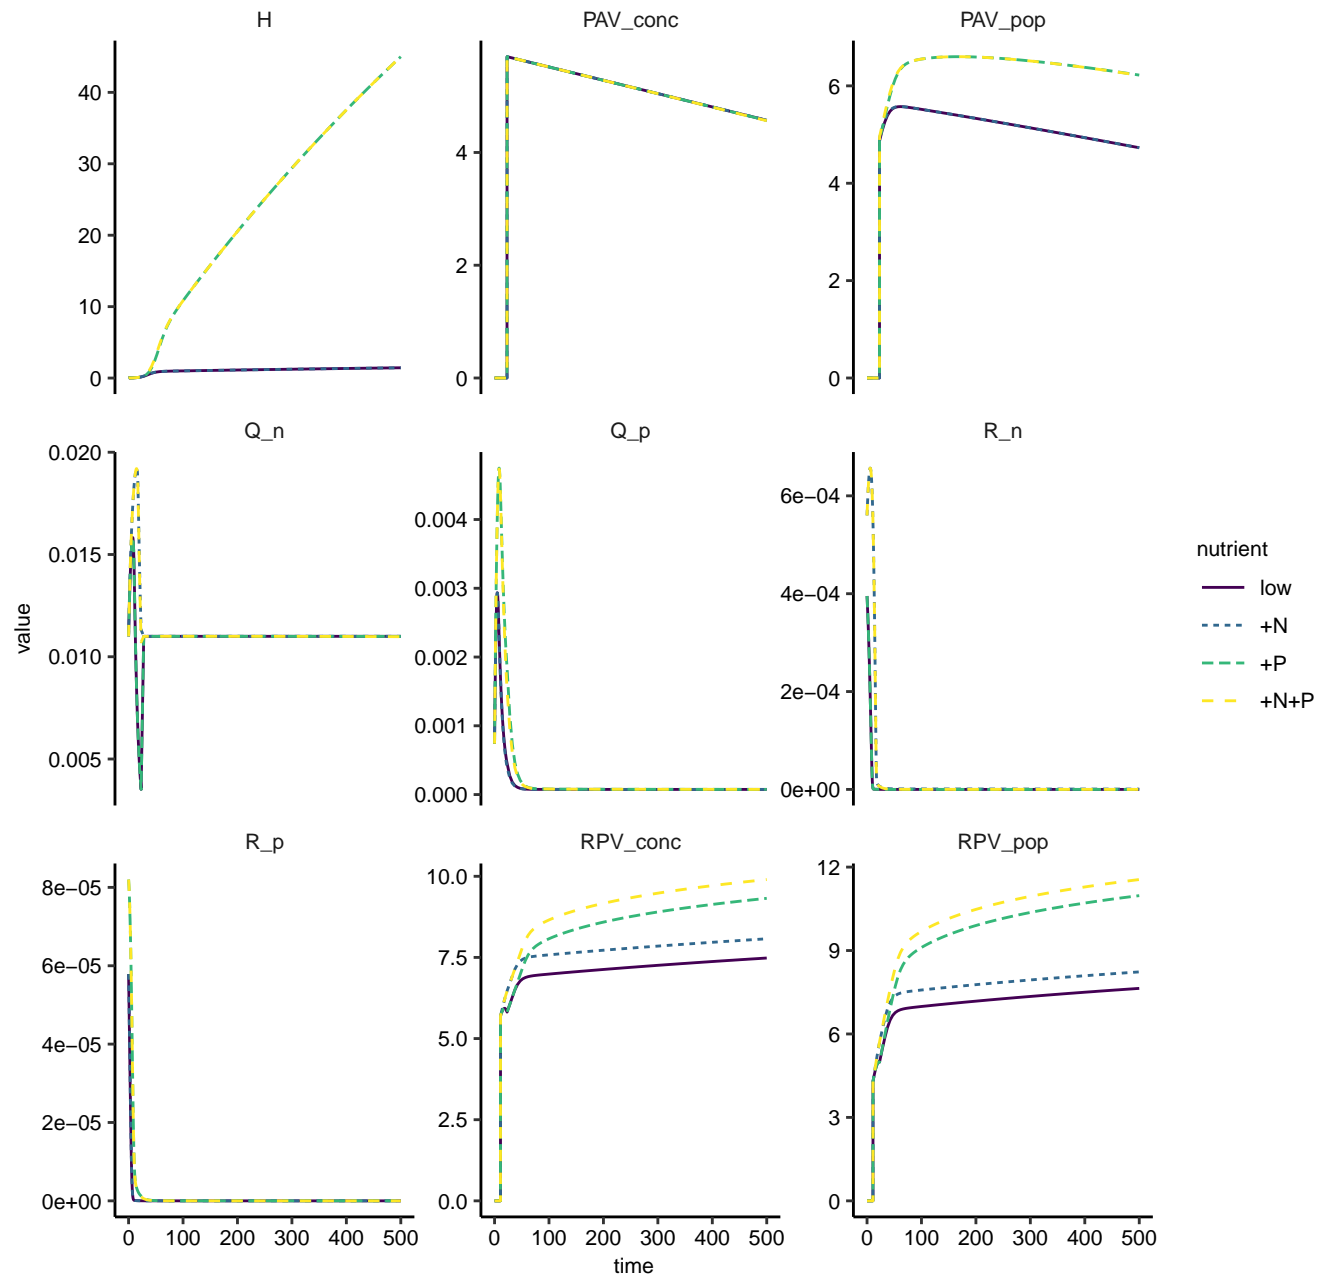 H
PAV_conc
PAV_pop
40
30
20
10
0
4
2
0
6
4
2
0
Q_n
Q_p
R_n
0.020
0.015
0.010
0.005
0.004
0.003
0.002
0.001
0.000
6e−04
4e−04
2e−04
0e+00
R_p
RPV_conc
RPV_pop
8e−05
6e−05
4e−05
2e−05
0e+00
10.0
7.5
5.0
2.5
0.0
12
9
6
3
0
0 100 200 300 400 500
0 100 200 300 400 500
0 100 200 300 400 500
time
value
nutrient
low
+N
+P
+N+P